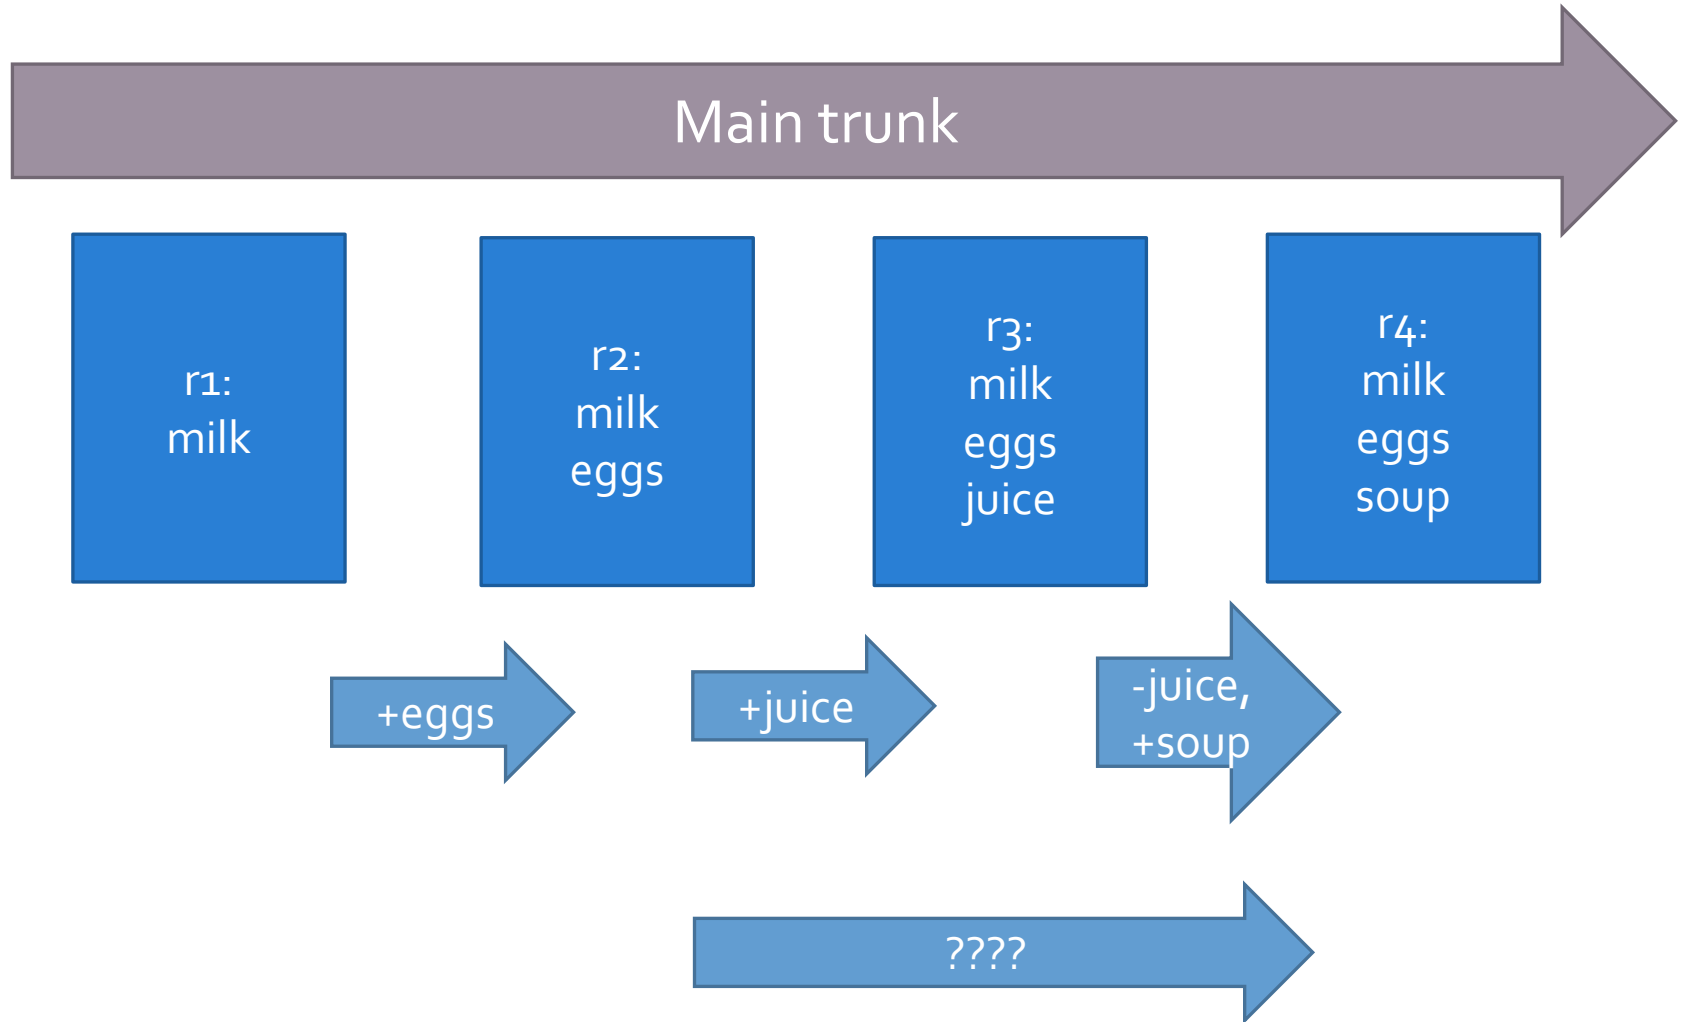 Main trunk
r1:
milk
r2:
milk
eggs
r3:
milk
eggs
juice
r4:
milk
eggs
soup
+eggs
+juice
-juice,
+soup
????